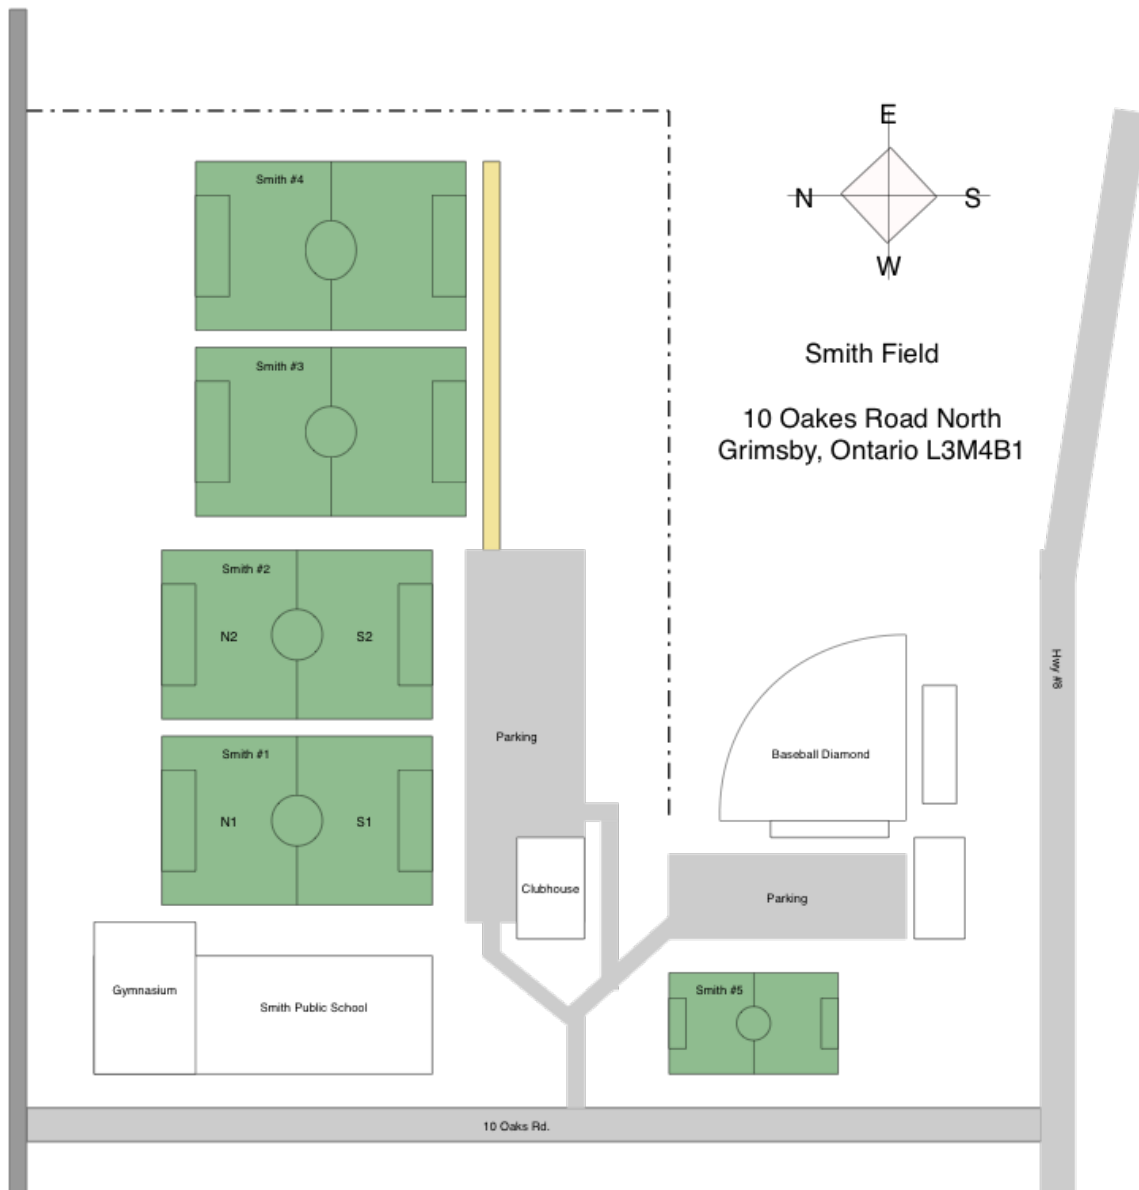 E
N
S
W
Smith Field
10 Oakes Road North
Grimsby, Ontario L3M4B1
Smith #4
Smith #3
Smith #2
N2
S2
Smith #1
N1
S1
Parking
Hwy #8
Baseball Diamond
Clubhouse
Parking
Gymnasium
Smith Public School
Smith #5
10 Oaks Rd.